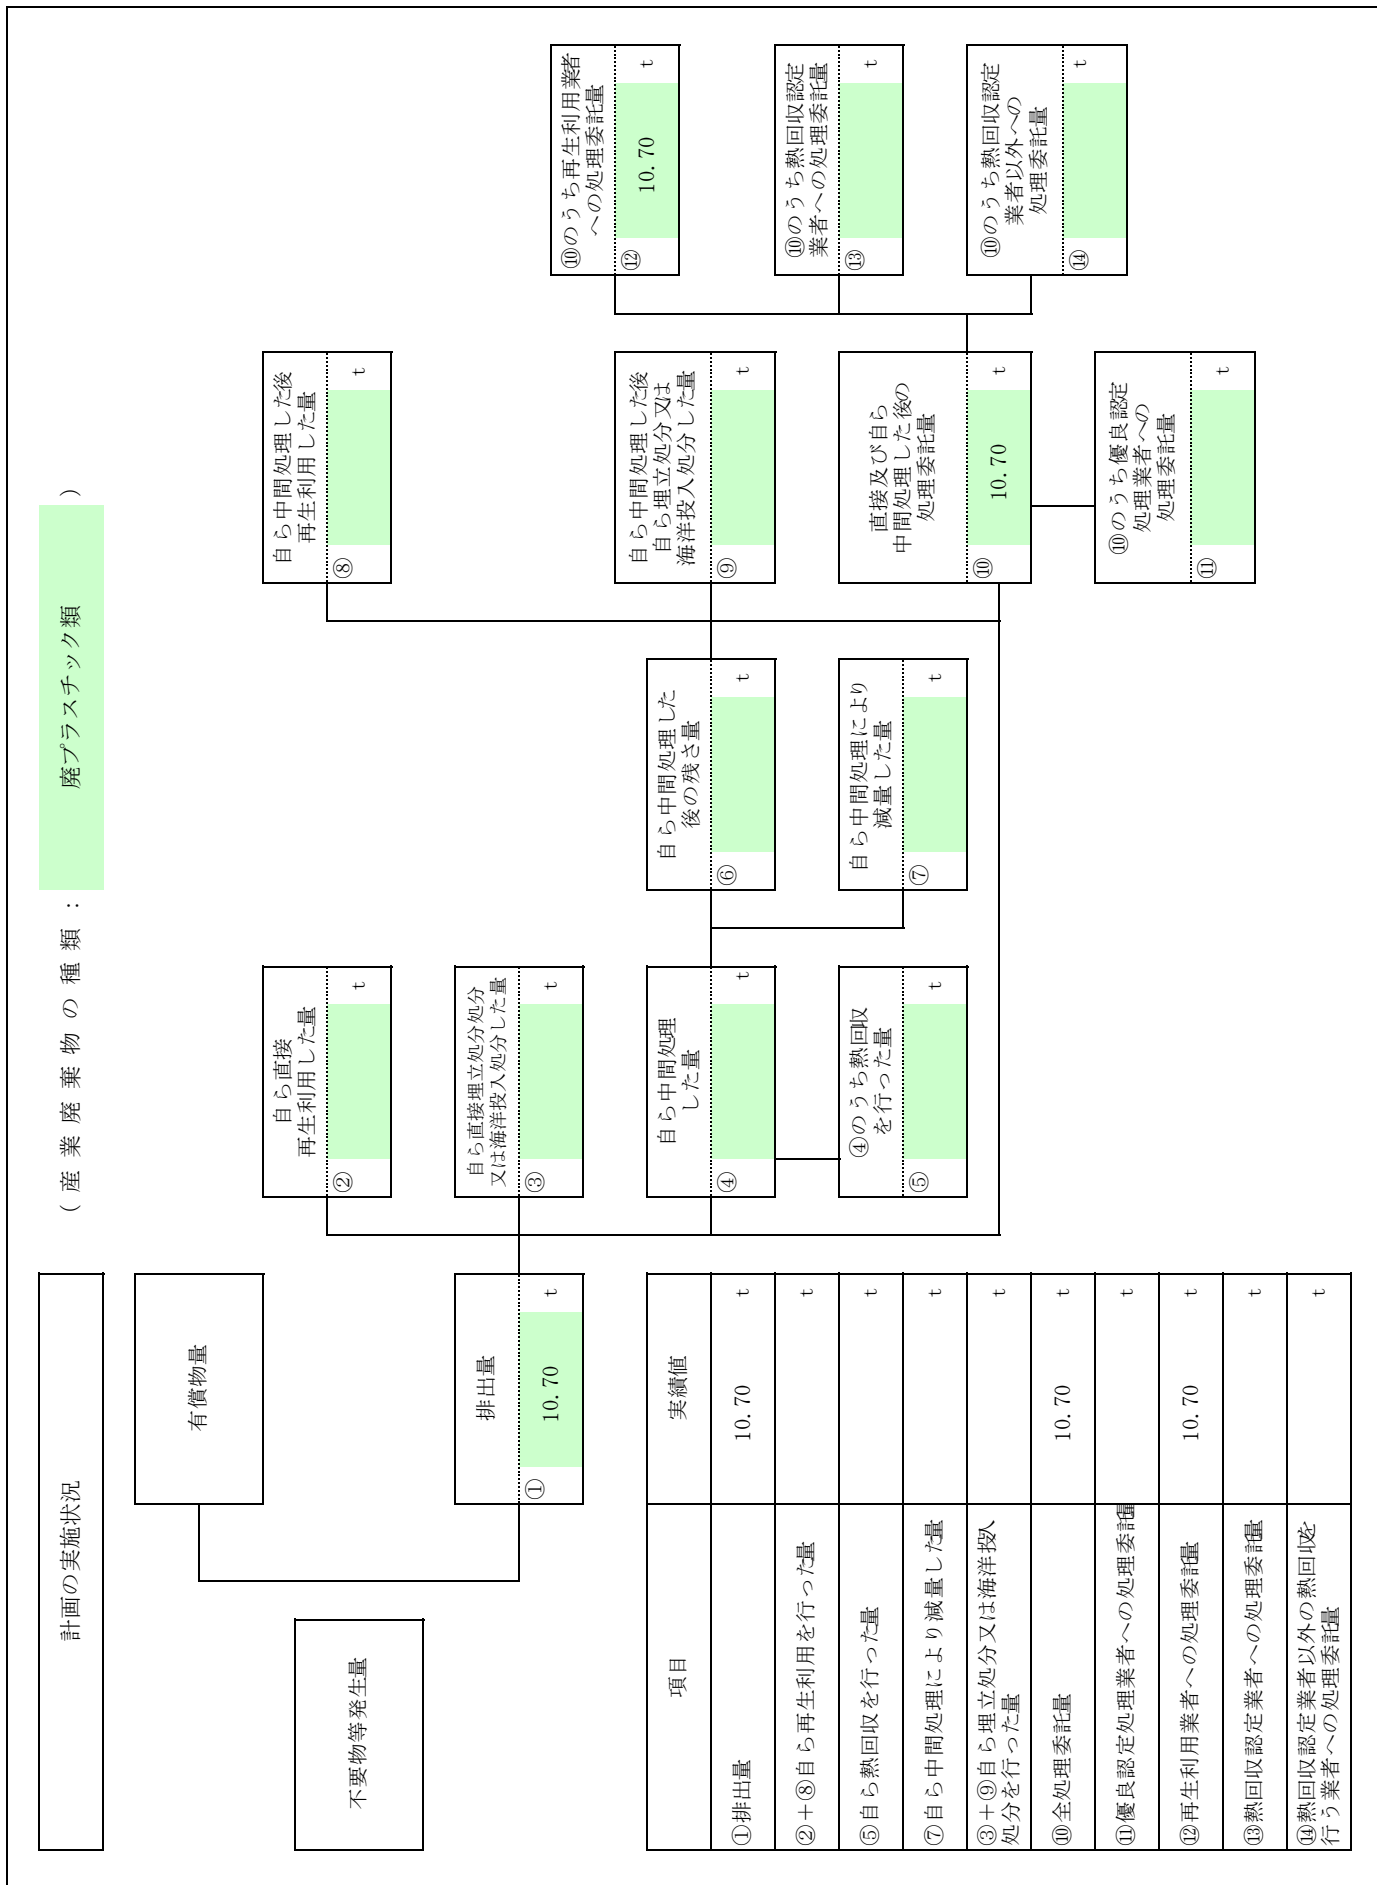 計画の実施状況
（ 産 業 廃 棄 物 の 種 類 ： 廃プラスチック類 ）
不要物等発生量
有償物量
排出量
① 10.70 t
自ら直接
再生利用した量
② t
自ら直接埋立処分処分
又は海洋投入処分した量
③ t
自ら中間処理
した量
④ t
④のうち熱回収
を行った量
⑤ t
自ら中間処理した
後の残さ量
⑥ t
自ら中間処理により
減量した量
⑦ t
自ら中間処理した後
再生利用した量
⑧ t
自ら中間処理した後
自ら埋立処分又は
海洋投入処分した量
⑨ t
直接及び自ら
中間処理した後の
処理委託量
⑩ 10.70 t
⑩のうち優良認定
処理業者への
処理委託量
⑪ t
⑩のうち再生利用業者
への処理委託量
⑫ 10.70 t
⑩のうち熱回収認定
業者への処理委託量
⑬ t
⑩のうち熱回収認定
業者以外への
処理委託量
⑭ t
項目 実績値
①排出量 10.70 t
②＋⑧自ら再生利用を行った量 t
⑤自ら熱回収を行った量 t
⑦自ら中間処理により減量した量 t
③＋⑨自ら埋立処分又は海洋投入
処分を行った量 t
⑩全処理委託量 10.70 t
⑪優良認定処理業者への処理委託量 t
⑫再生利用業者への処理委託量 10.70 t
⑬熱回収認定業者への処理委託量 t
⑭熱回収認定業者以外の熱回収を
行う業者への処理委託量 t